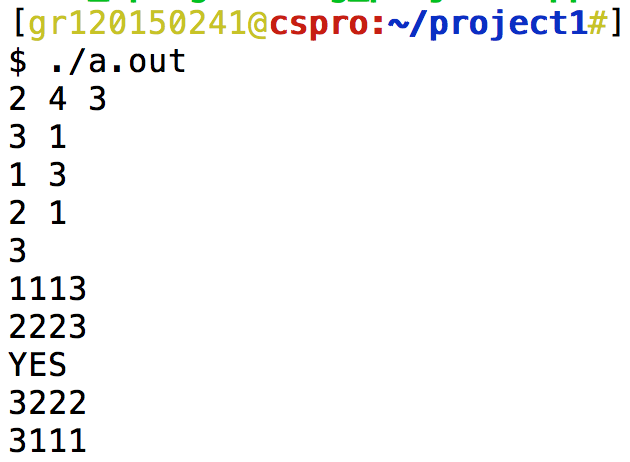 [gr120150241@cspro:~/project1#]
$ ./a.out
2 4 3
3 1
1 3
2 1
3
1113
2223
YES
3222
3111